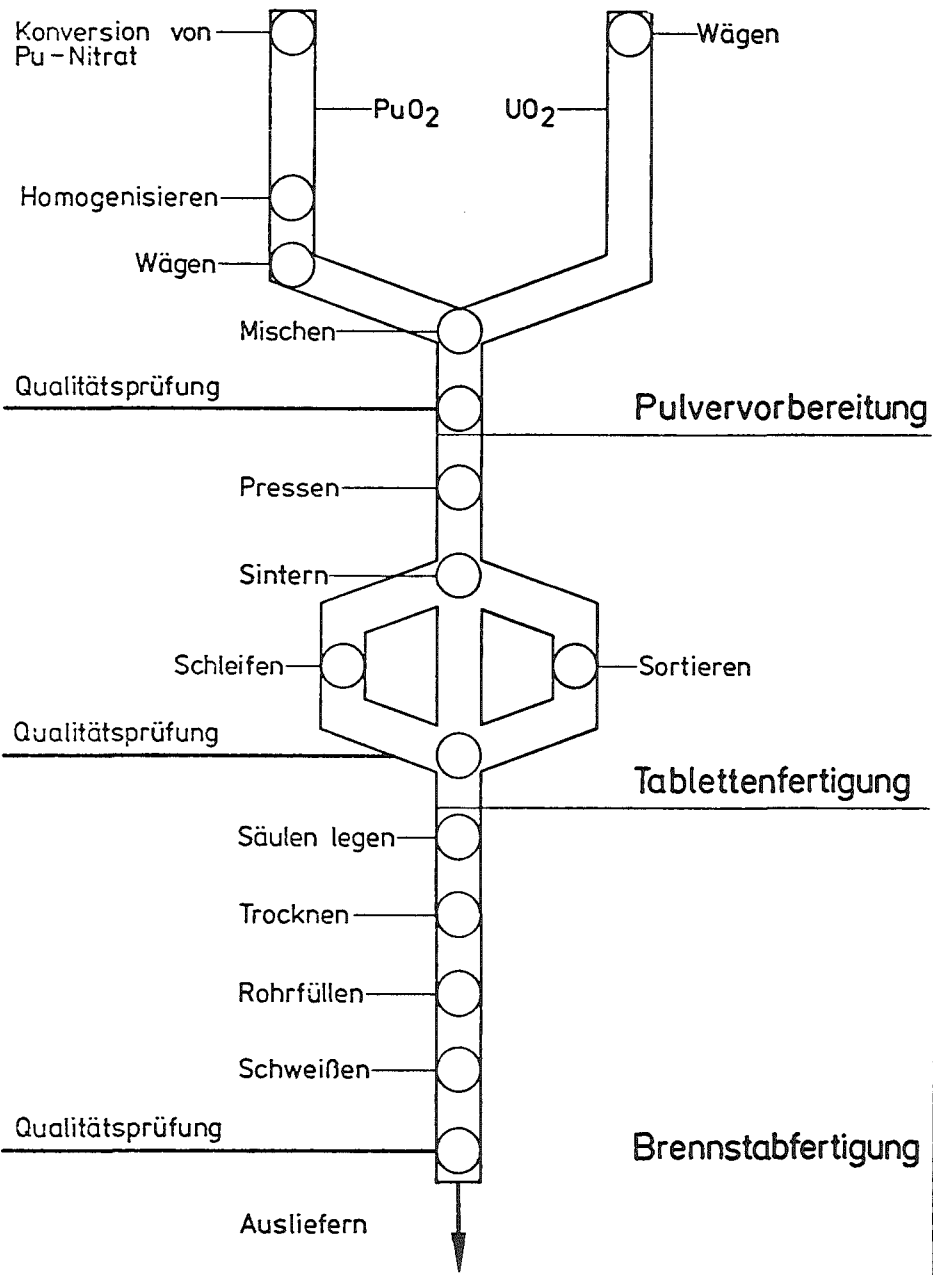 Konversion von
Pu-Nitrat
Wägen
PuO2
UO2
Homogenisieren
Wägen
Mischen
Qualitätsprüfung
Pulvervorbereitung
Pressen
Sintern
Schleifen
Sortieren
Qualitätsprüfung
Tablettenfertigung
Säulen legen
Trocknen
Rohrfüllen
Schweißen
Qualitätsprüfung
Brennstabfertigung
Ausliefern